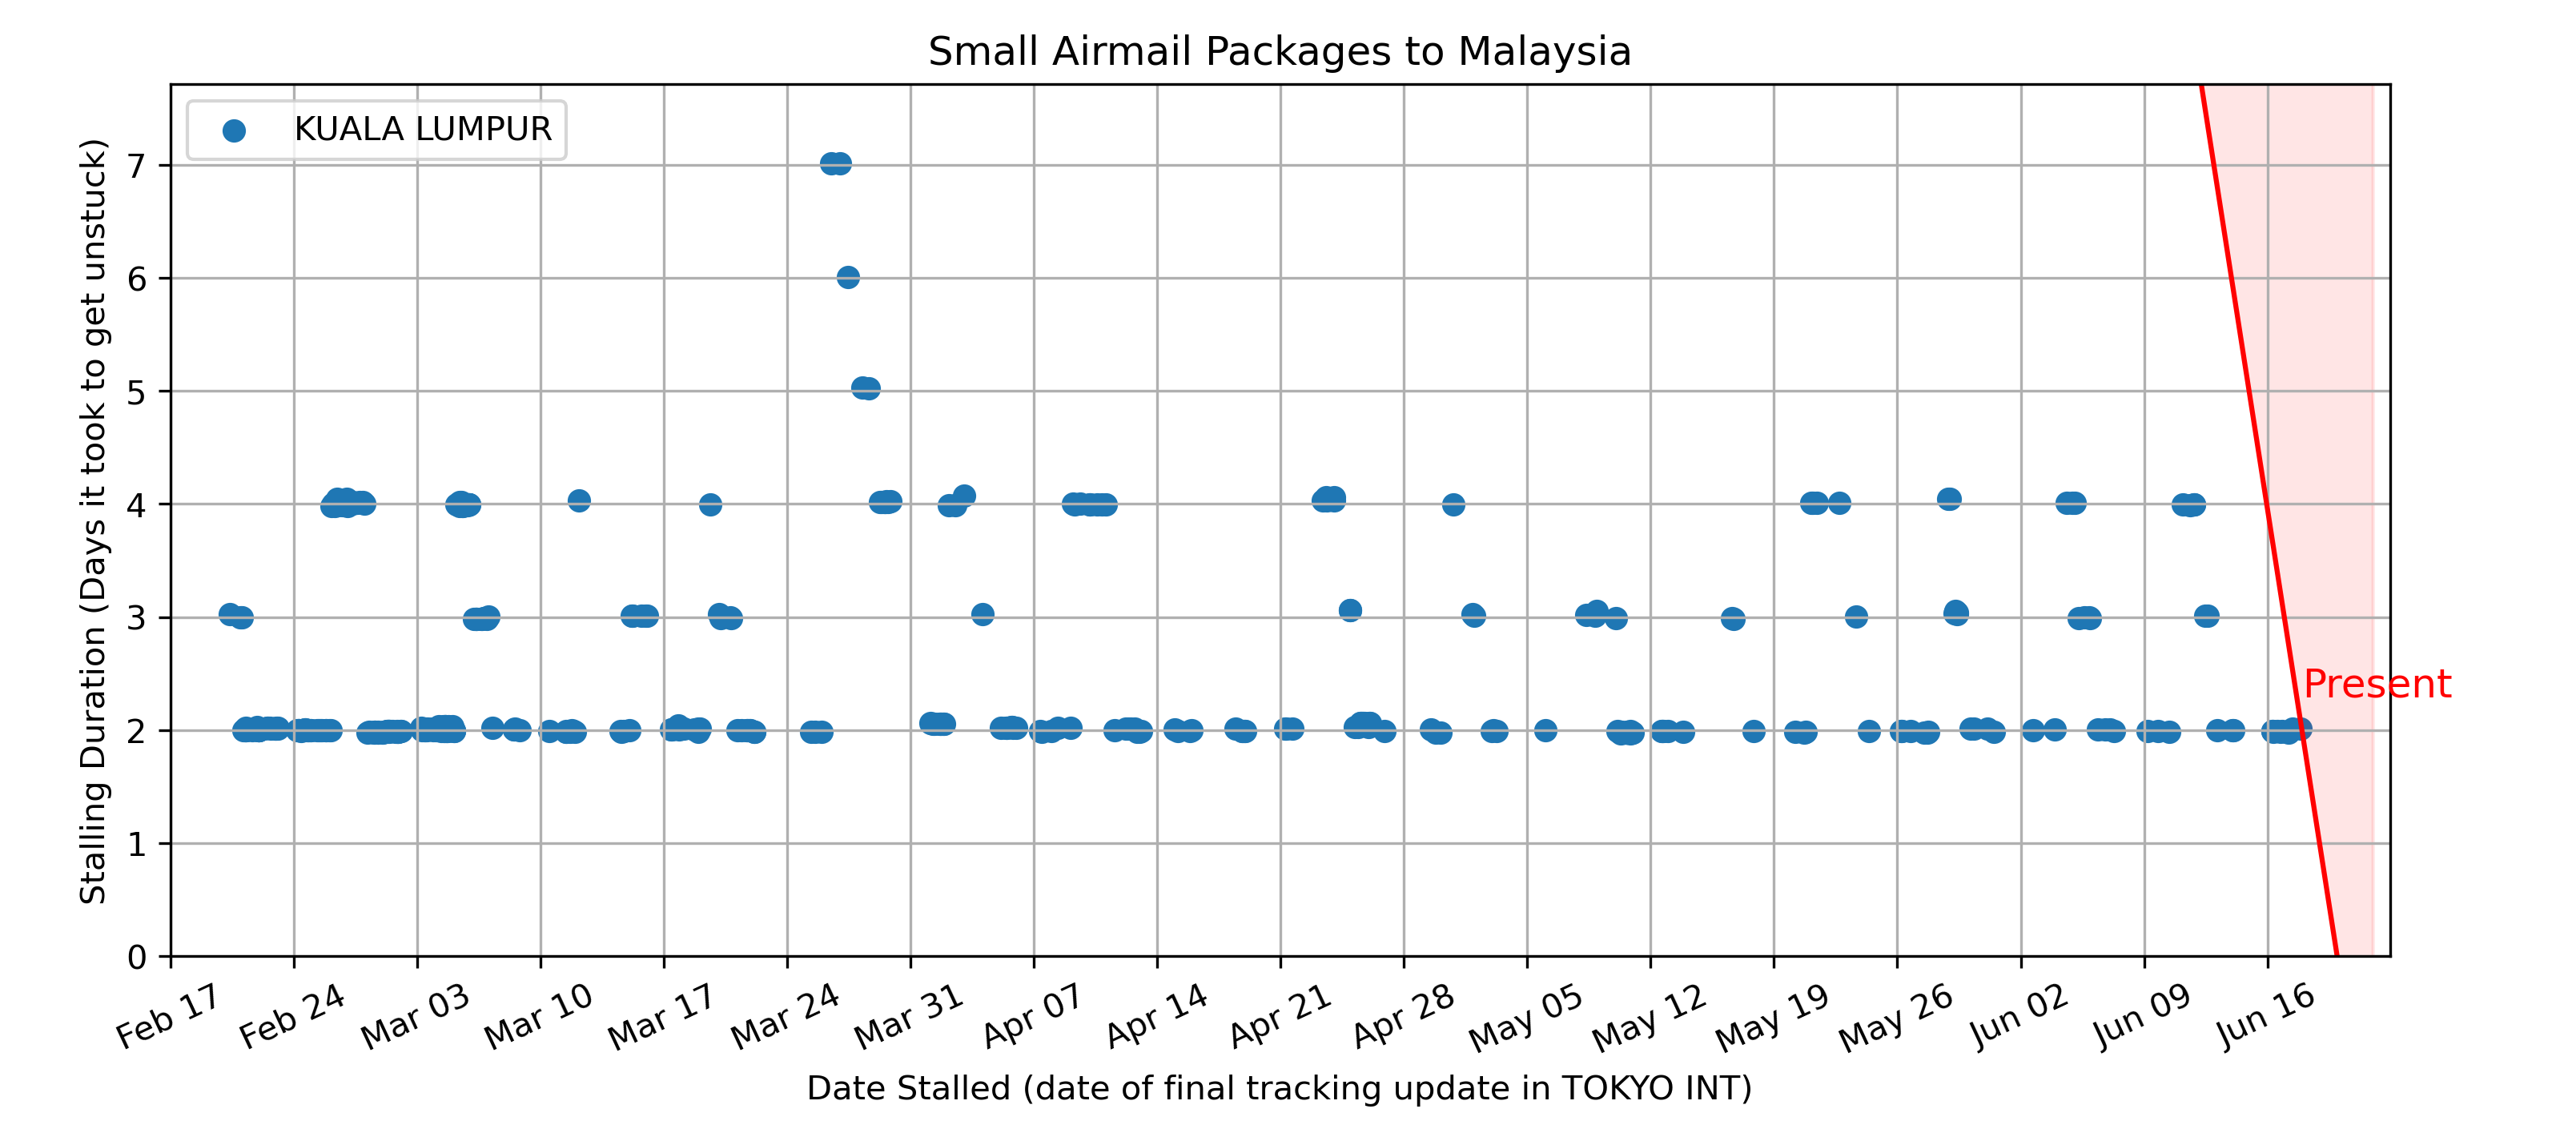 Small Airmail Packages to Malaysia
KUALA LUMPUR
Stalling Duration (Days it took to get unstuck)
7
6
5
4
3
2
1
0
Present
Feb 17
Feb 24
Mar 03
Mar 10
Mar 17
Mar 24
Mar 31
Apr 07
Apr 14
Apr 21
Apr 28
May 05
May 12
May 19
May 26
Jun 02
Jun 09
Jun 16
Date Stalled (date of final tracking update in TOKYO INT)